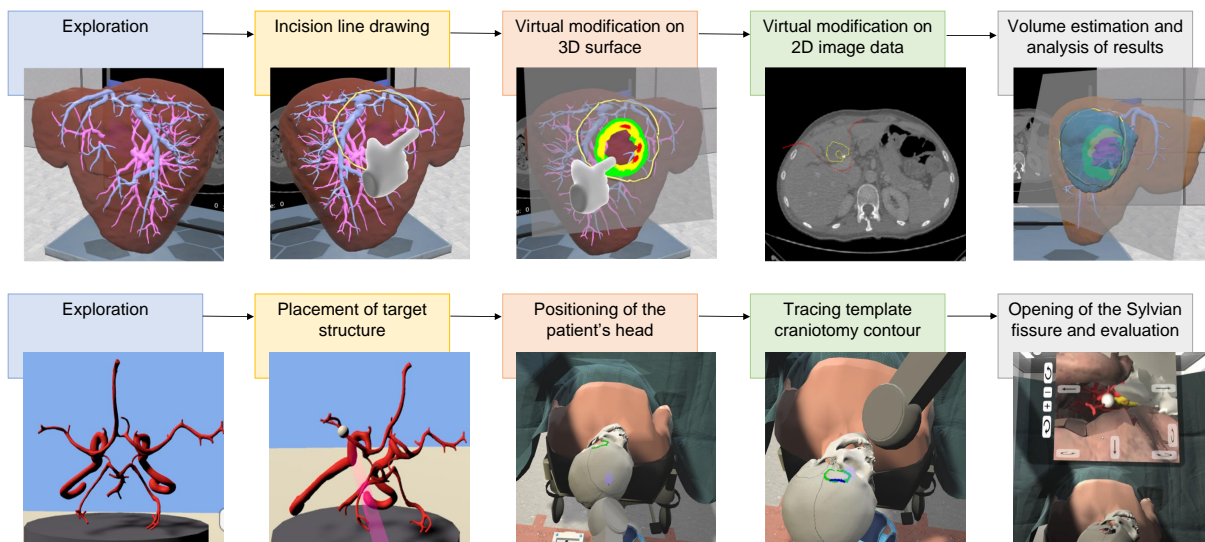 Exploration
Incision line drawing
Virtual modification on
3D surface
Virtual modification on
2D image data
Volume estimation and
analysis of results
0
Exploration
Placement of target
structure
Positioning of the
patient's head
Tracing template
craniotomy contour
Opening of the Sylvian
fissure and evaluation